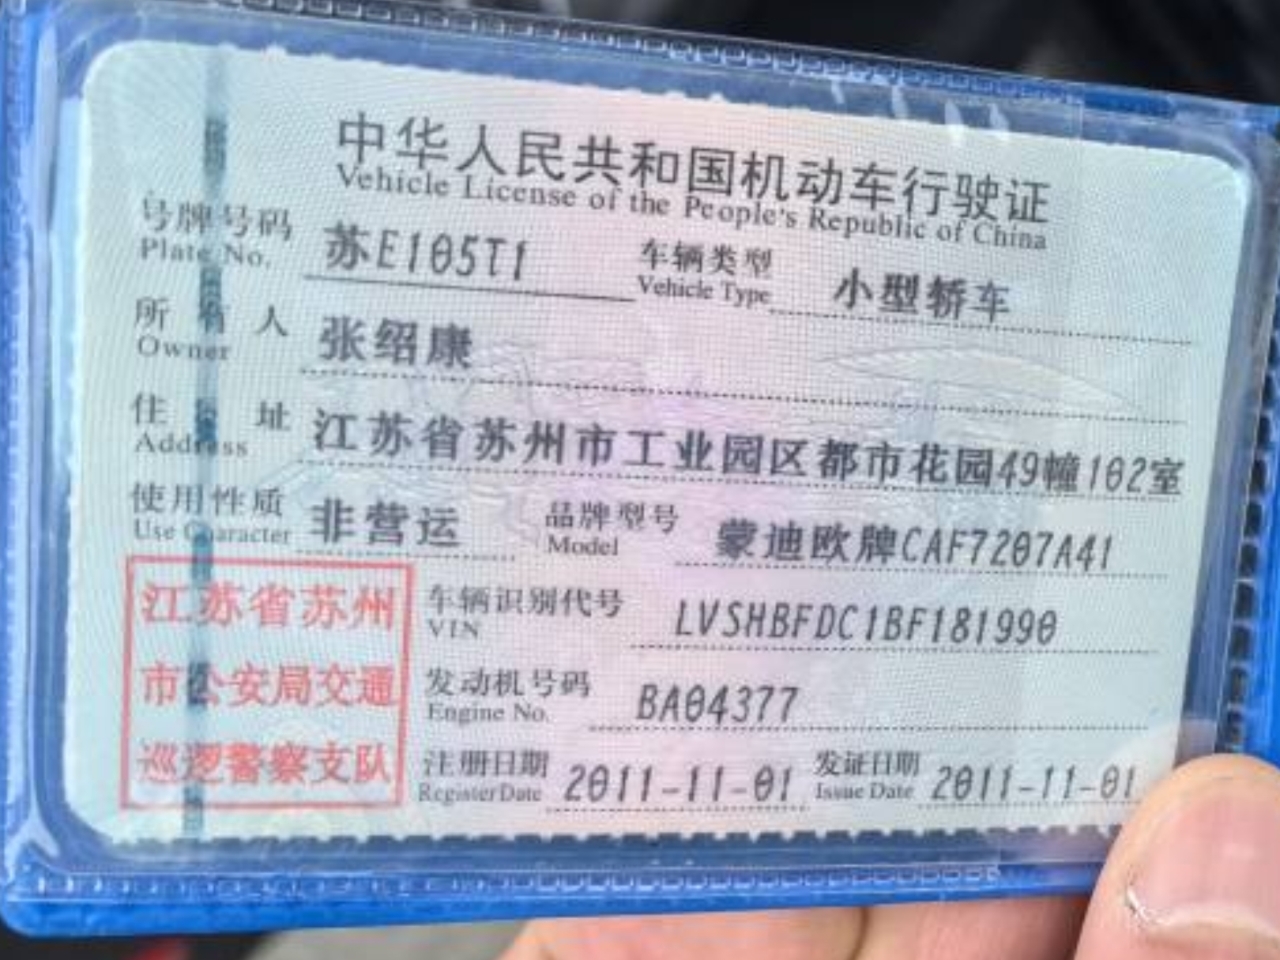 中华人民共和国机动车行驶证
Vehicle License of the People's Republic of China
号牌号码 苏E105T1 车辆类型 小型轿车
Plate No. Vehicle Type
所有人 张绍康
Owner
住址 江苏省苏州市工业园区都市花园49幢102室
Address
使用性质 非营运 品牌型号 蒙迪欧牌CAF7207A41
Use Character Model
江苏省苏州
市公安局交通
巡逻警察支队
车辆识别代号 LVSHBFDC1BF181990
VIN
发动机号码 BA04377
Engine No.
注册日期 2011-11-01 发证日期 2011-11-01
Register Date Issue Date